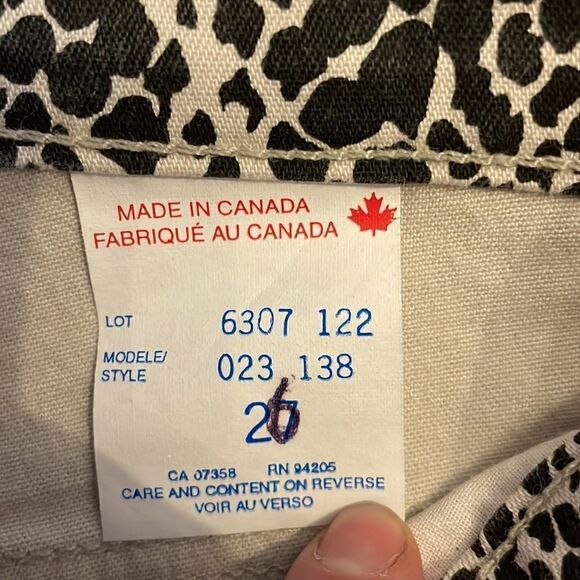 MADE IN CANADA
FABRIQUÉ AU CANADA
LOT 6307 122
MODELE/
STYLE 023 138
26
CA 07358 RN 94205
CARE AND CONTENT ON REVERSE
VOIR AU VERSO